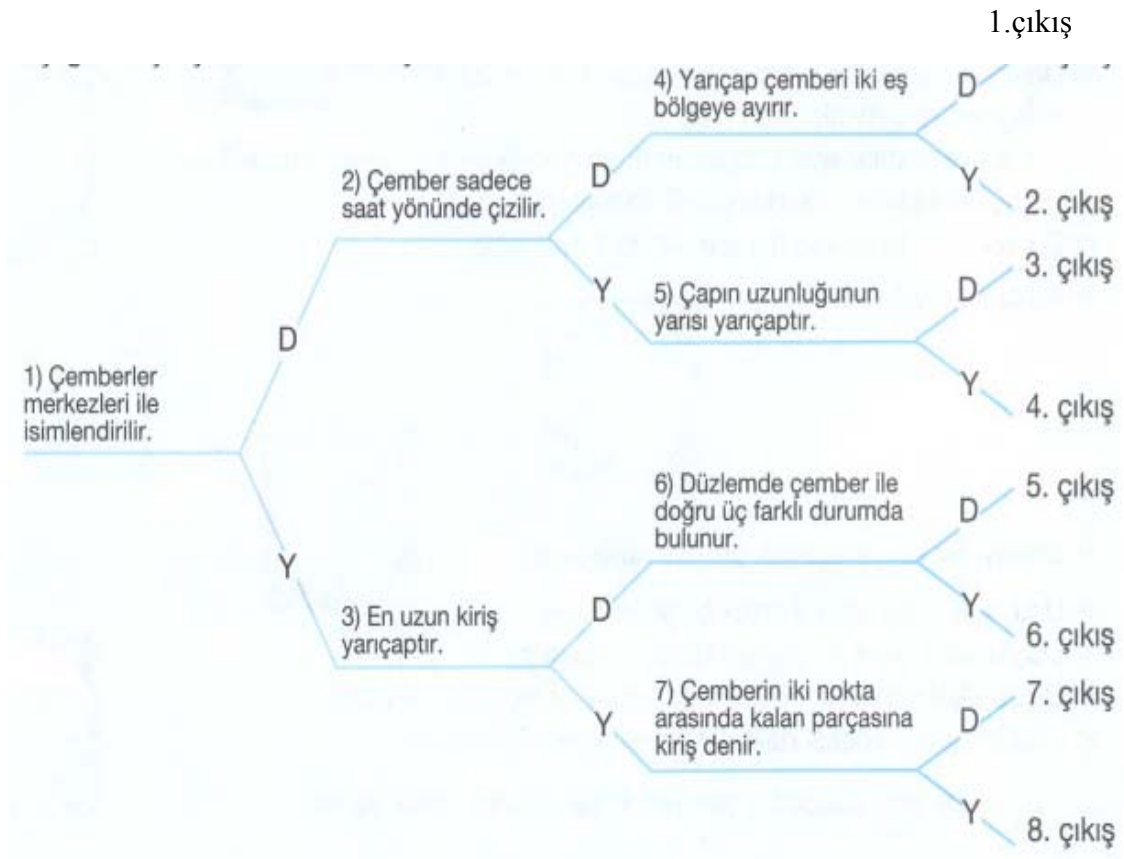 1.çıkış
4) Yarıçap çemberi iki eş
bölgeye ayırır.
D
Y
2. çıkış
2) Çember sadece
saat yönünde çizilir.
D
Y
3. çıkış
5) Çapın uzunluğunun
yarısı yarıçaptır.
D
Y
4. çıkış
D
1) Çemberler
merkezleri ile
isimlendirilir.
Y
5. çıkış
6) Düzlemde çember ile
doğru üç farklı durumda
bulunur.
D
Y
6. çıkış
3) En uzun kiriş
yarıçaptır.
D
Y
7. çıkış
7) Çemberin iki nokta
arasında kalan parçasına
kiriş denir.
D
Y
8. çıkış